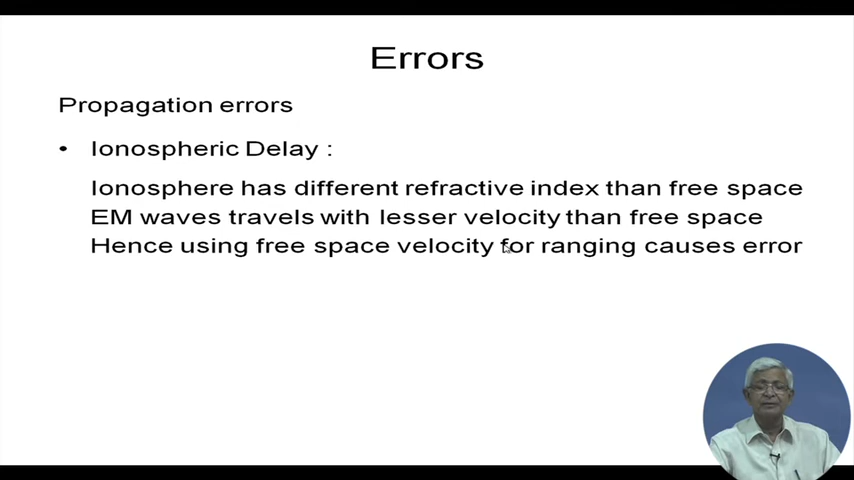 Errors
Propagation errors
• Ionospheric Delay :
Ionosphere has different refractive index than free space
EM waves travels with lesser velocity than free space
Hence using free space velocity for ranging causes error